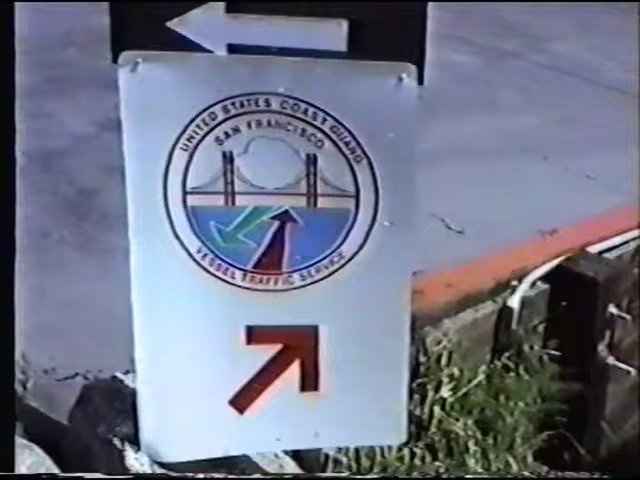 UNITED STATES COAST GUARD
SAN FRANCISCO
VESSEL TRAFFIC SERVICE